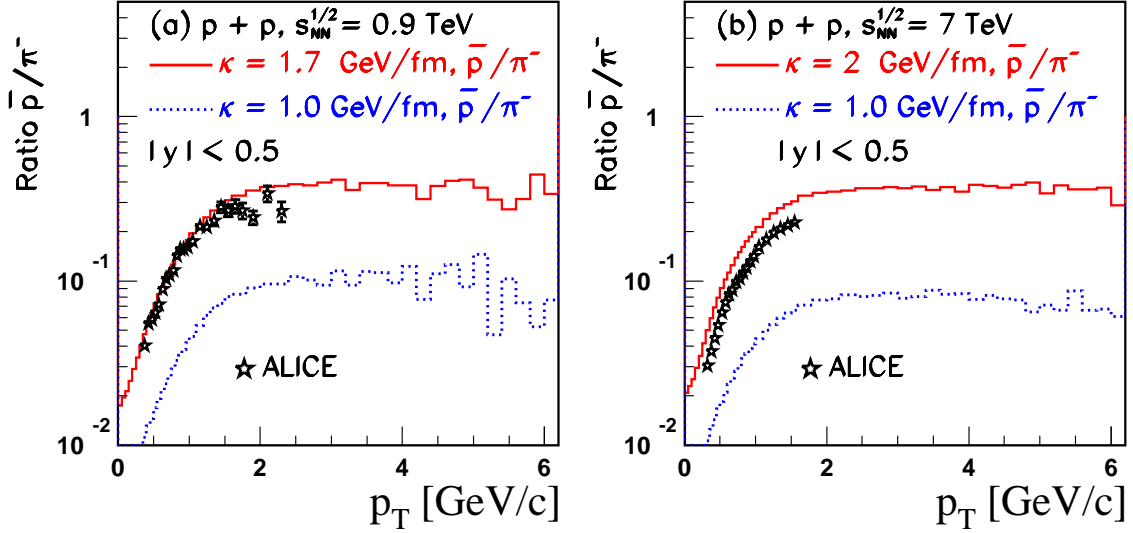 (a) p + p, s_NN^1/2 = 0.9 TeV
κ = 1.7 GeV/fm, p̅/π⁻
κ = 1.0 GeV/fm, p̅/π⁻
| y | < 0.5
☆ ALICE
Ratio p̅/π⁻
1
10⁻¹
10⁻²
0 2 4 6
p_T [GeV/c]
(b) p + p, s_NN^1/2 = 7 TeV
κ = 2 GeV/fm, p̅/π⁻
κ = 1.0 GeV/fm, p̅/π⁻
| y | < 0.5
☆ ALICE
Ratio p̅/π⁻
1
10⁻¹
10⁻²
0 2 4 6
p_T [GeV/c]